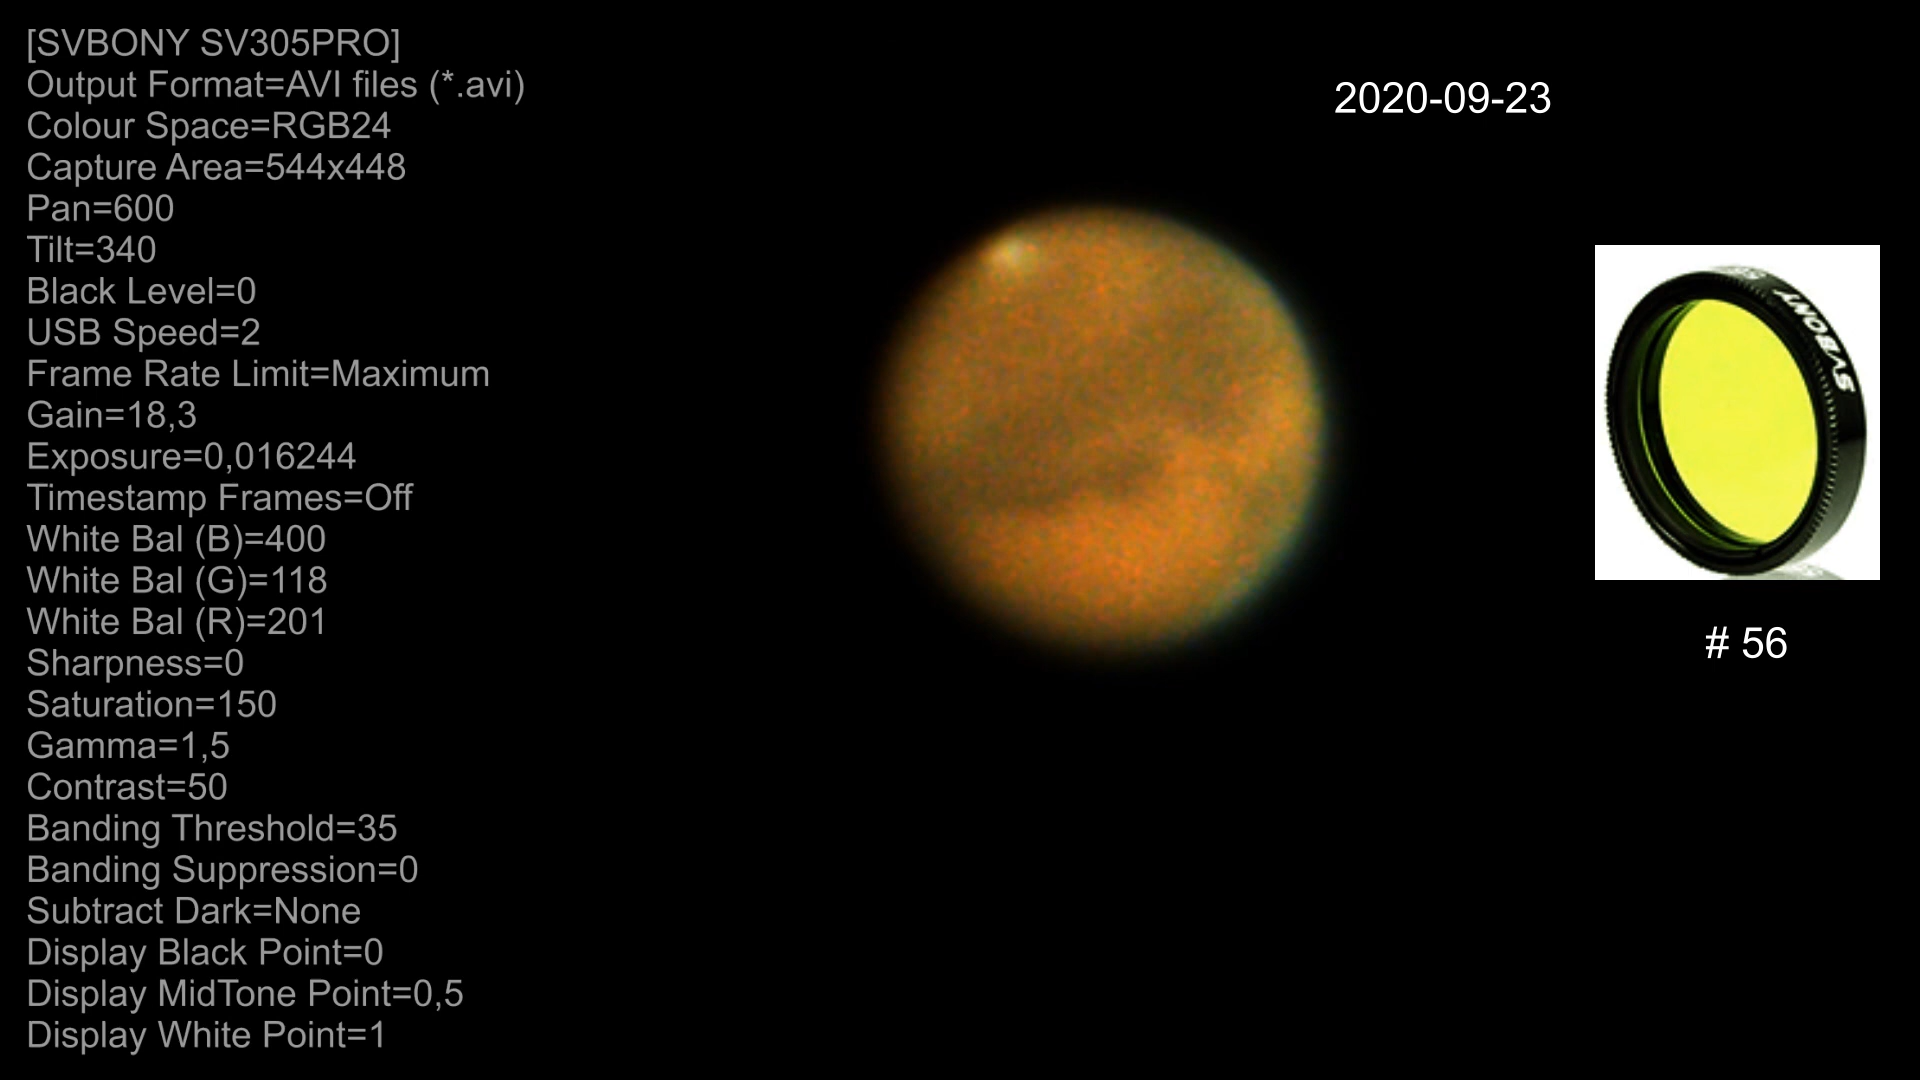 [SVBONY SV305PRO]
Output Format=AVI files (*.avi)
Colour Space=RGB24
Capture Area=544x448
Pan=600
Tilt=340
Black Level=0
USB Speed=2
Frame Rate Limit=Maximum
Gain=18,3
Exposure=0,016244
Timestamp Frames=Off
White Bal (B)=400
White Bal (G)=118
White Bal (R)=201
Sharpness=0
Saturation=150
Gamma=1,5
Contrast=50
Banding Threshold=35
Banding Suppression=0
Subtract Dark=None
Display Black Point=0
Display MidTone Point=0,5
Display White Point=1
2020-09-23
SVBONY
# 56